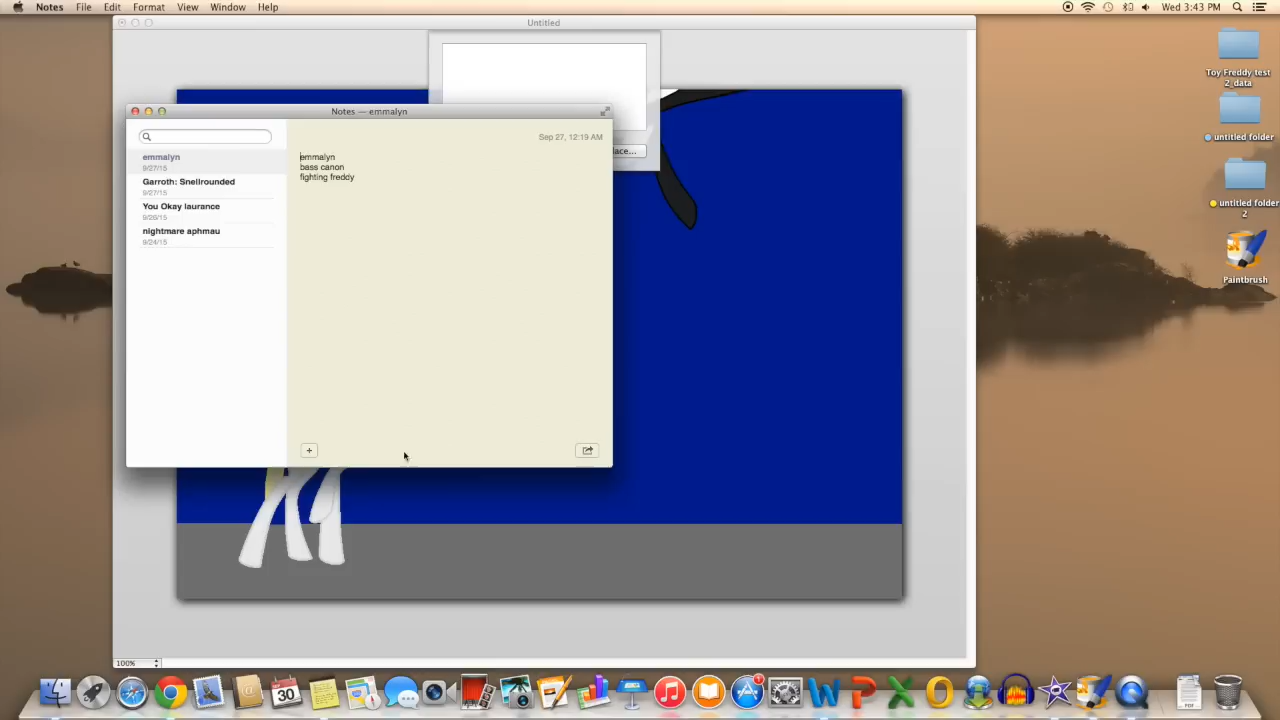 Notes File Edit Format View Window Help
Wed 3:43 PM
Untitled
Notes — emmalyn
Sep 27, 12:19 AM
emmalyn
9/27/15
Garroth: Snellrounded
9/27/15
You Okay laurance
9/26/15
nightmare aphmau
9/24/15
emmalyn
bass canon
fighting freddy
+
100%
Toy Freddy test
2_data
untitled folder
untitled folder
2
Paintbrush
30
PDF